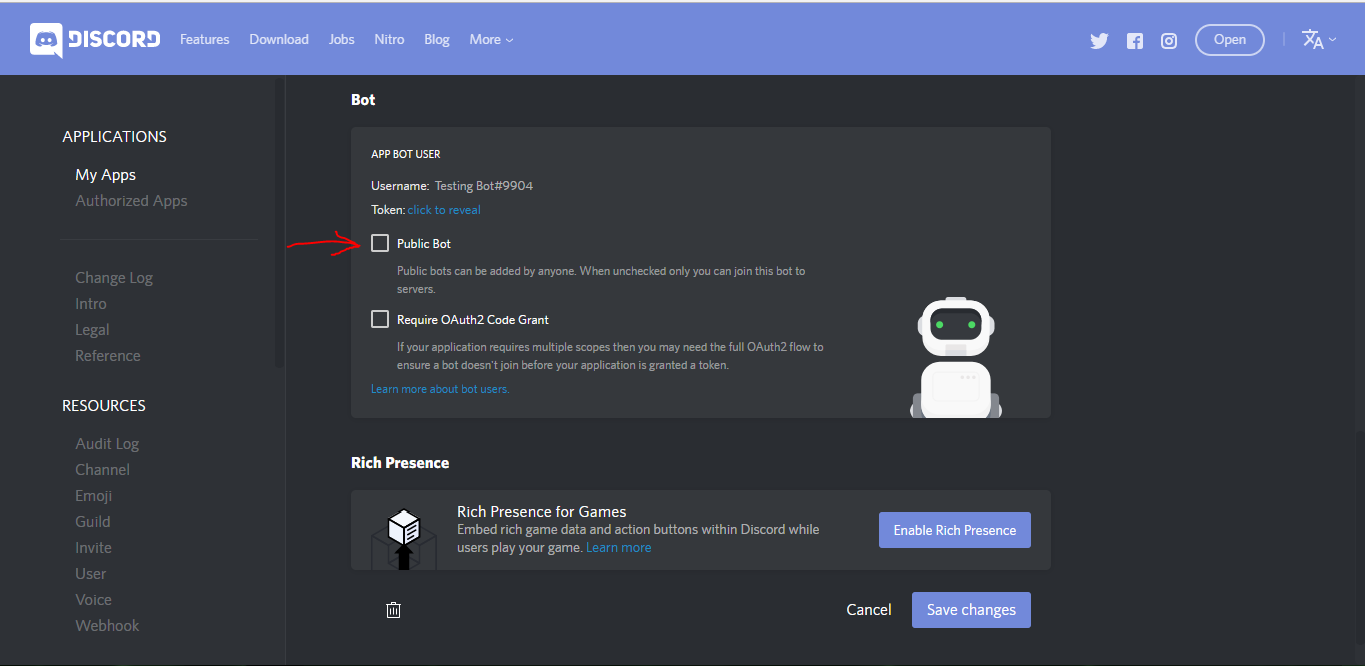 DISCORD Features Download Jobs Nitro Blog More Open
APPLICATIONS
My Apps
Authorized Apps
Change Log
Intro
Legal
Reference
RESOURCES
Audit Log
Channel
Emoji
Guild
Invite
User
Voice
Webhook
Bot
APP BOT USER
Username: Testing Bot#9904
Token: click to reveal
Public Bot
Public bots can be added by anyone. When unchecked only you can join this bot to
servers.
Require OAuth2 Code Grant
If your application requires multiple scopes then you may need the full OAuth2 flow to
ensure a bot doesn't join before your application is granted a token.
Learn more about bot users.
Rich Presence
Rich Presence for Games
Embed rich game data and action buttons within Discord while
users play your game. Learn more
Enable Rich Presence
Cancel Save changes